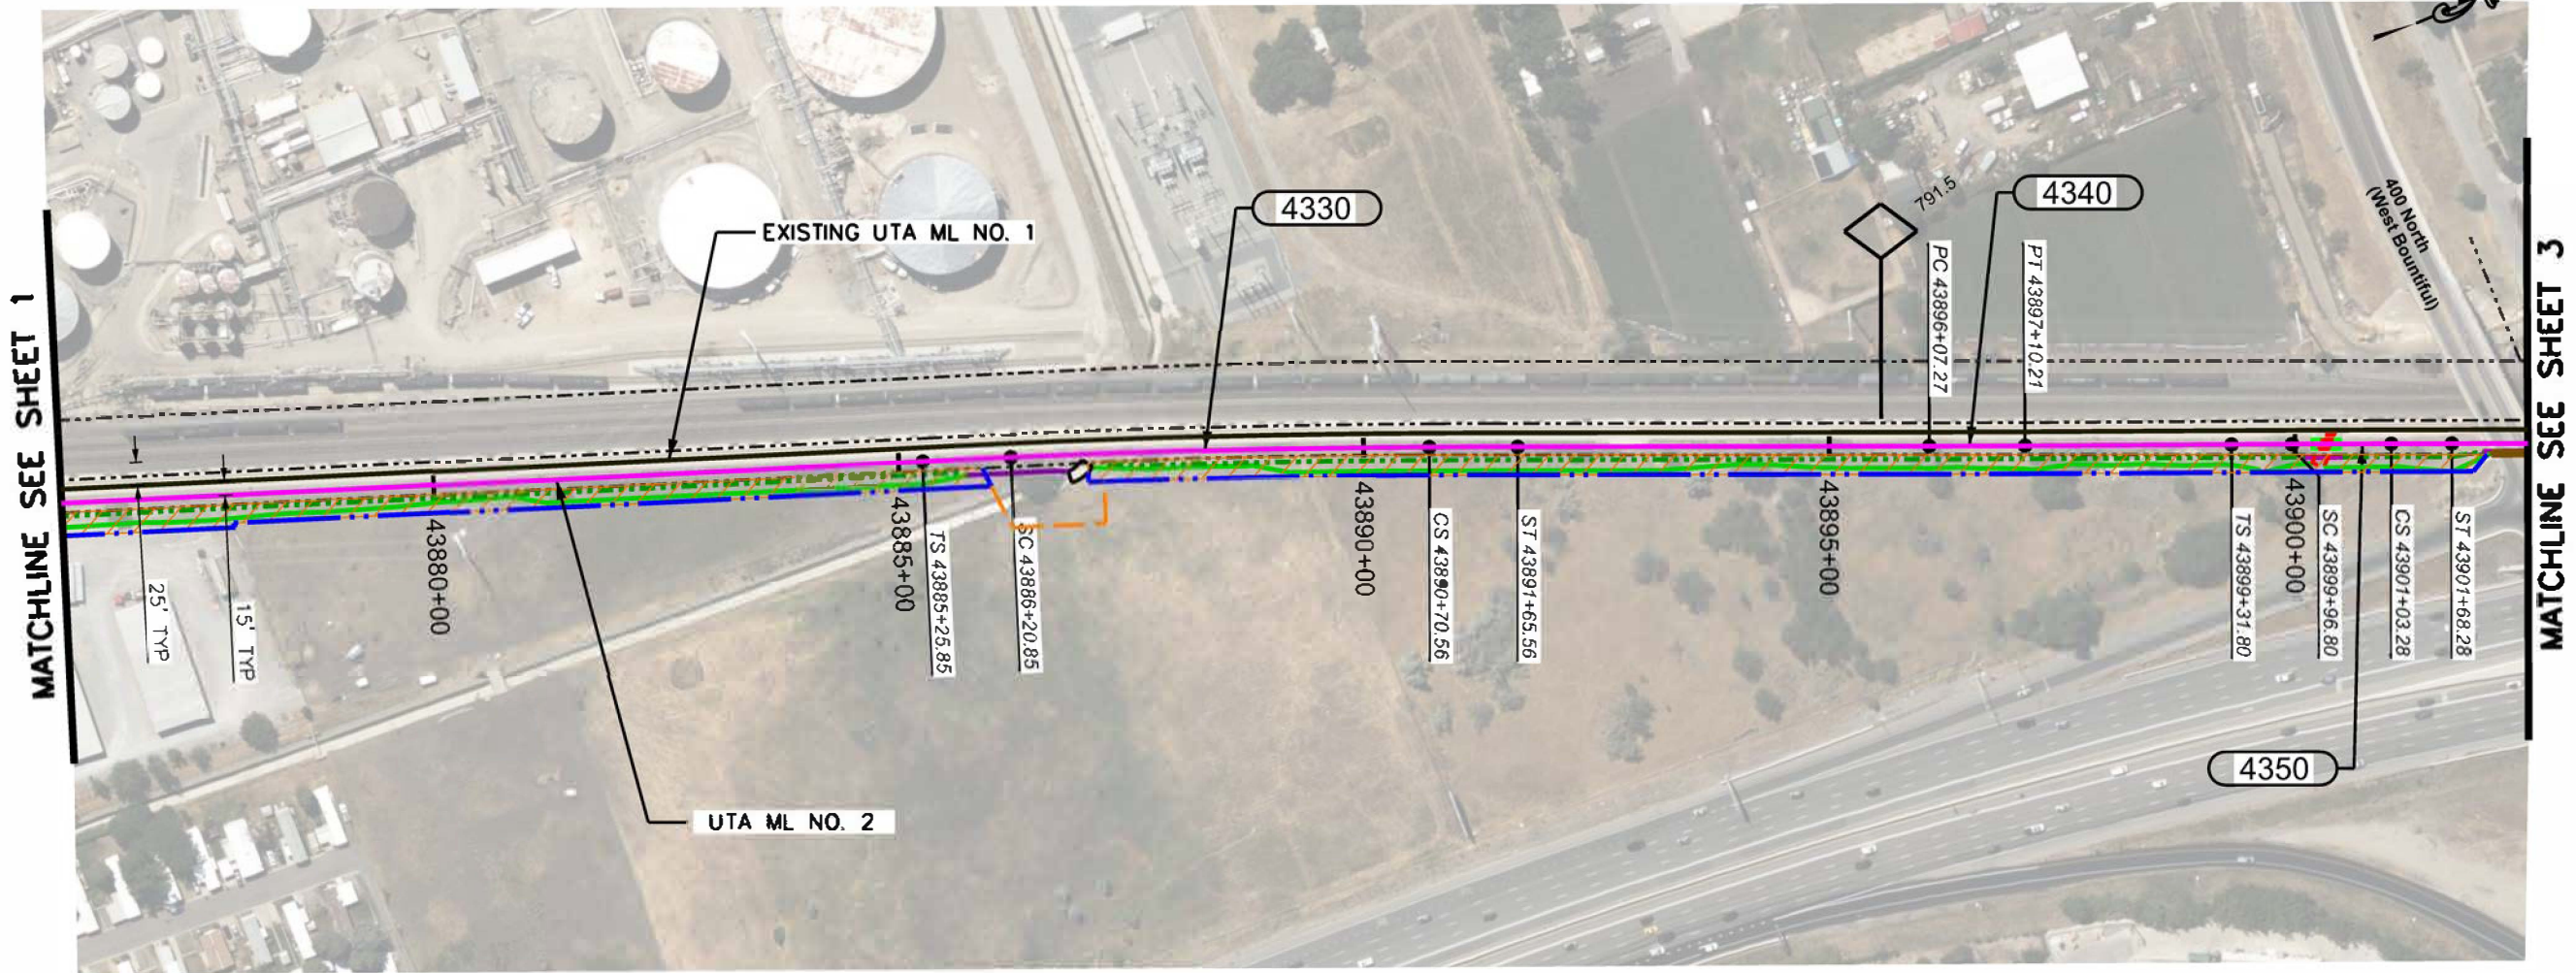 MATCHLINE SEE SHEET 1
EXISTING UTA ML NO. 1
4330
791.5
4340
PC 43896+07.27
PT 43897+10.21
400 North
(West Bountiful)
MATCHLINE SEE SHEET 3
25' TYP
15' TYP
43880+00
43885+00
TS 43885+25.85
SC 43886+20.85
43890+00
CS 43890+70.56
ST 43891+65.56
43895+00
TS 43899+31.80
43900+00
SC 43899+96.80
CS 43901+03.28
ST 43901+68.28
4350
UTA ML NO. 2